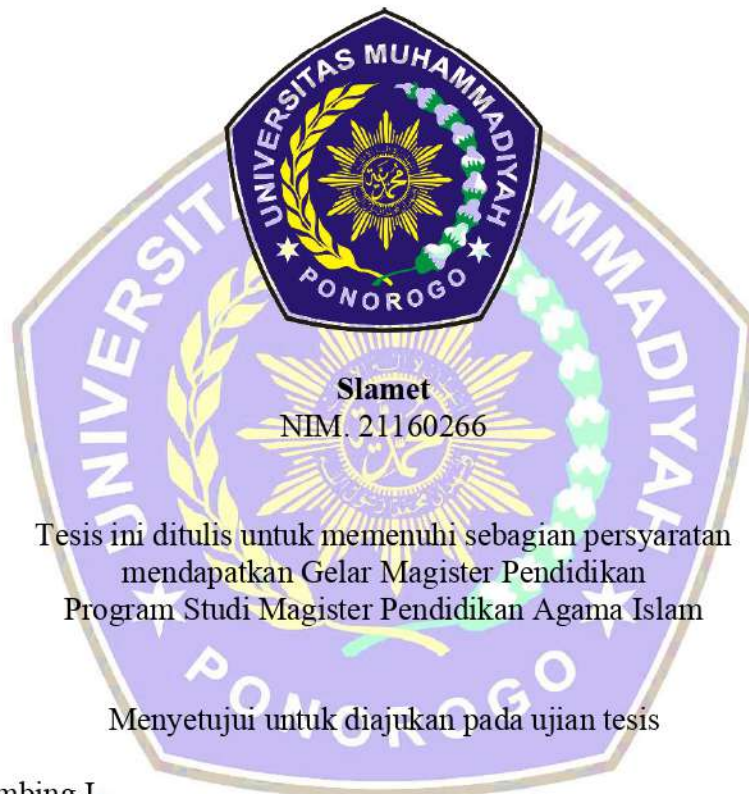 UNIVERSITAS MUHAMMADIYAH
PONOROGO
Slamet
NIM. 21160266
Tesis ini ditulis untuk memenuhi sebagian persyaratan
mendapatkan Gelar Magister Pendidikan
Program Studi Magister Pendidikan Agama Islam
Menyetujui untuk diajukan pada ujian tesis